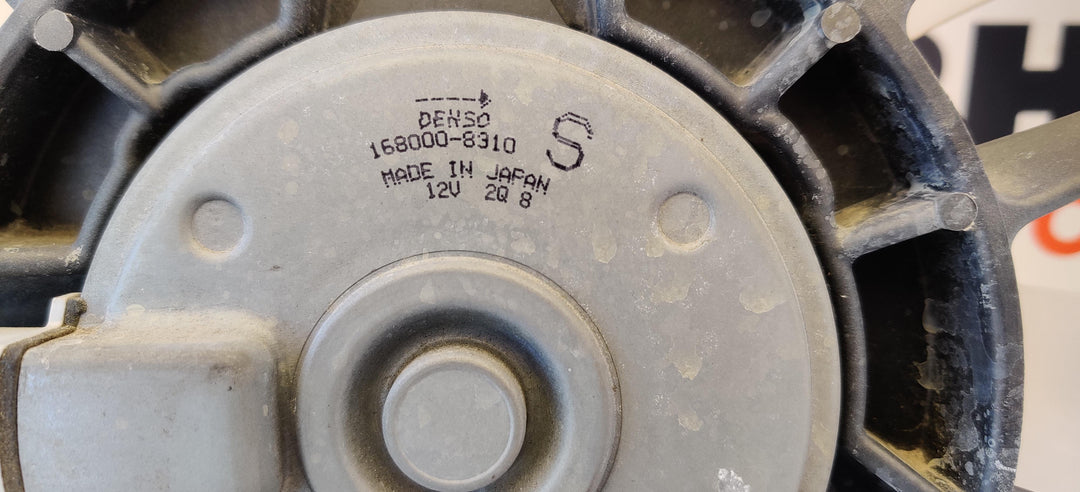 DENSO
168000-8310
S
MADE IN JAPAN
12V 2Q 8